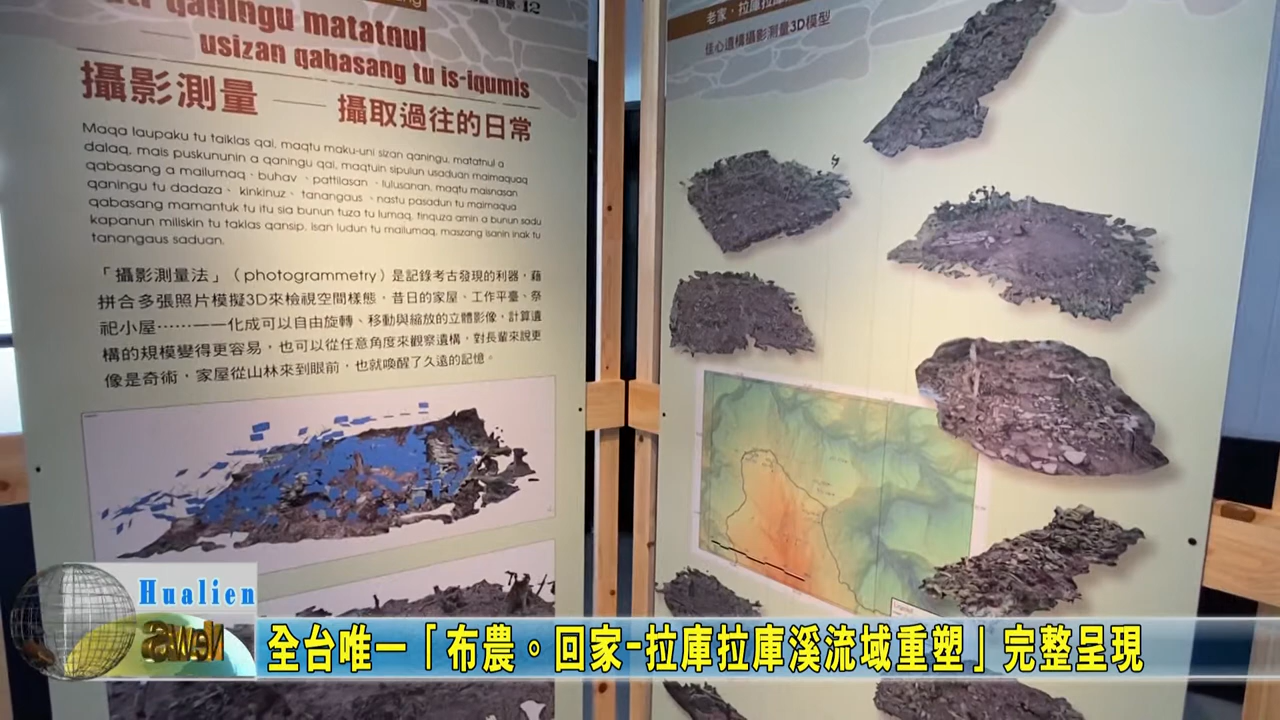 qaningu matatnul
usizan qabasang tu is-iqumis
攝影測量 —— 攝取過往的日常
Maqa laupaku tu taiklas qai, maqtu maku-uni sizan qaningu, matatnul a
dalaq, mais puskununin a qaningu qai, maqtuin sipulun usaduan maimaquaq
qabasang a mailumaq、buhav、pattilasan、lulusanan, maqtu maisnasan
qaningu tu dadaza、kinkinuz、tanangaus、nastu pasadun tu maimaqua
qabasang mamantuk tu itu sia bunun tuza tu lumaq, tinquza amin a bunun sadu
kapanun miliskin tu taklas qansip, isan ludun tu mailumaq, maszang isanin inak tu
tanangaus saduan.
「攝影測量法」（photogrammetry）是記錄考古發現的利器，藉
拼合多張照片模擬3D來檢視空間樣態，昔日的家屋、工作平臺、祭
祀小屋……一一化成可以自由旋轉、移動與縮放的立體影像，計算遺
構的規模變得更容易，也可以從任意角度來觀察遺構，對長輩來說更
像是奇術，家屋從山林來到眼前，也就喚醒了久遠的記憶。
老家．拉庫拉
佳心遺構攝影測量3D模型
Hualien
News
全台唯一「布農。回家-拉庫拉庫溪流域重塑」完整呈現